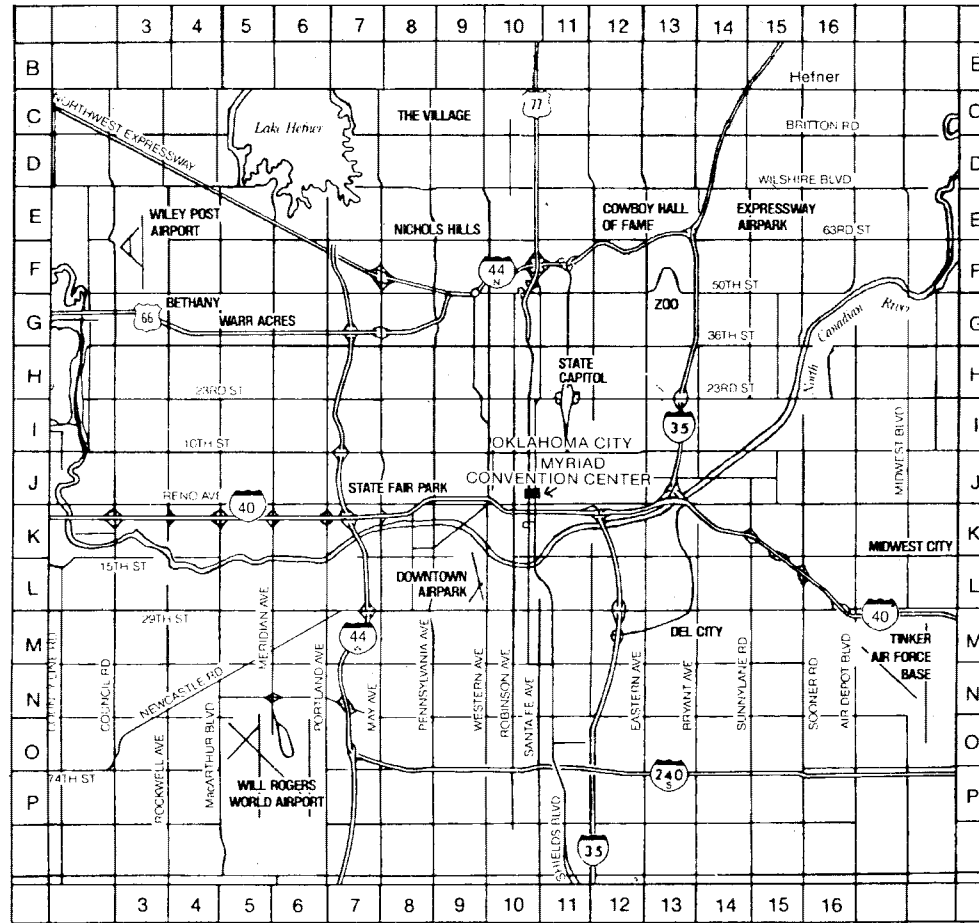 3 4 5 6 7 8 9 10 11 12 13 14 15 16
B
Hefner
C
NORTHWEST EXPRESSWAY
Lake Hefner
THE VILLAGE
77
BRITTON RD
C
D
WILSHIRE BLVD
D
E
WILEY POST
AIRPORT
NICHOLS HILLS
COWBOY HALL
OF FAME
EXPRESSWAY
AIRPARK
63RD ST
E
F
44
N
50TH ST
F
ZOO
G
66
BETHANY
WARR ACRES
36TH ST
North Canadian River
G
H
STATE
CAPITOL
23RD ST
23RD ST
H
I
10TH ST
35
OKLAHOMA CITY
MIDWEST BLVD
I
J
RENO AVE
40
STATE FAIR PARK
MYRIAD
CONVENTION CENTER
J
K
15TH ST
MIDWEST CITY
K
L
DOWNTOWN
AIRPARK
L
M
29TH ST
44
S
DEL CITY
40
TINKER
AIR FORCE
BASE
M
N
COUNCIL RD
NEWCASTLE RD
MERIDIAN AVE
PORTLAND AVE
MAY AVE
PENNSYLVANIA AVE
WESTERN AVE
ROBINSON AVE
SANTA FE AVE
EASTERN AVE
BRYANT AVE
SUNNYLANE RD
SOONER RD
AIR DEPOT BLVD
N
O
74TH ST
ROCKWELL AVE
MacARTHUR BLVD
O
P
WILL ROGERS
WORLD AIRPORT
240
S
P
SHIELDS BLVD
35
3 4 5 6 7 8 9 10 11 12 13 14 15 16